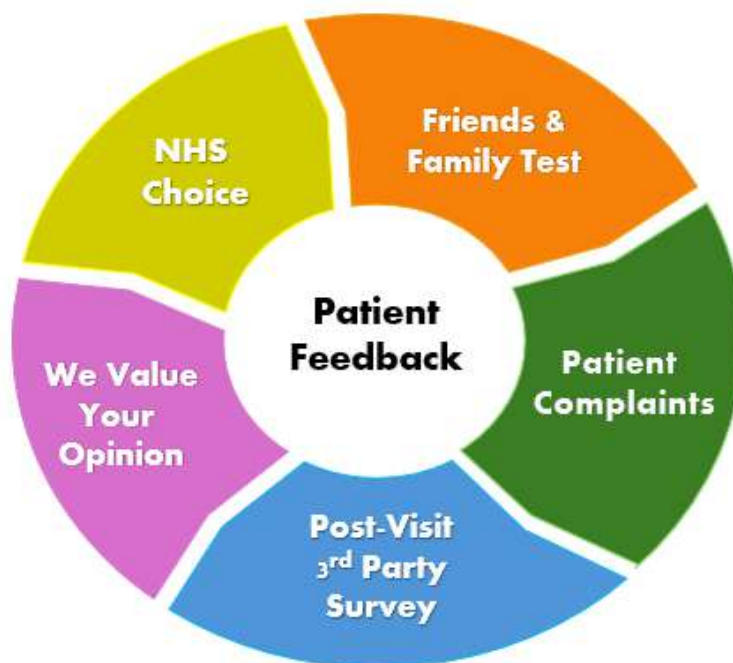 Friends &
Family Test
NHS
Choice
Patient
Feedback
Patient
Complaints
We Value
Your
Opinion
Post-Visit
3rd Party
Survey